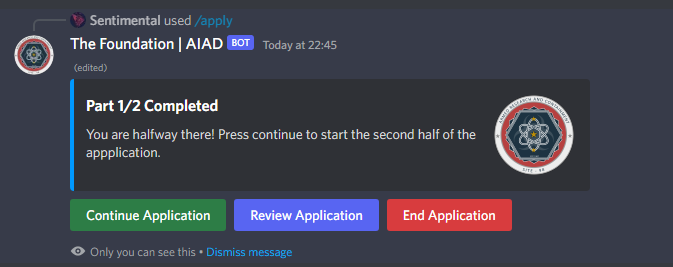 Sentimental used /apply
The Foundation | AIAD BOT Today at 22:45
(edited)
Part 1/2 Completed
You are halfway there! Press continue to start the second half of the
appplication.
Continue Application Review Application End Application
Only you can see this • Dismiss message